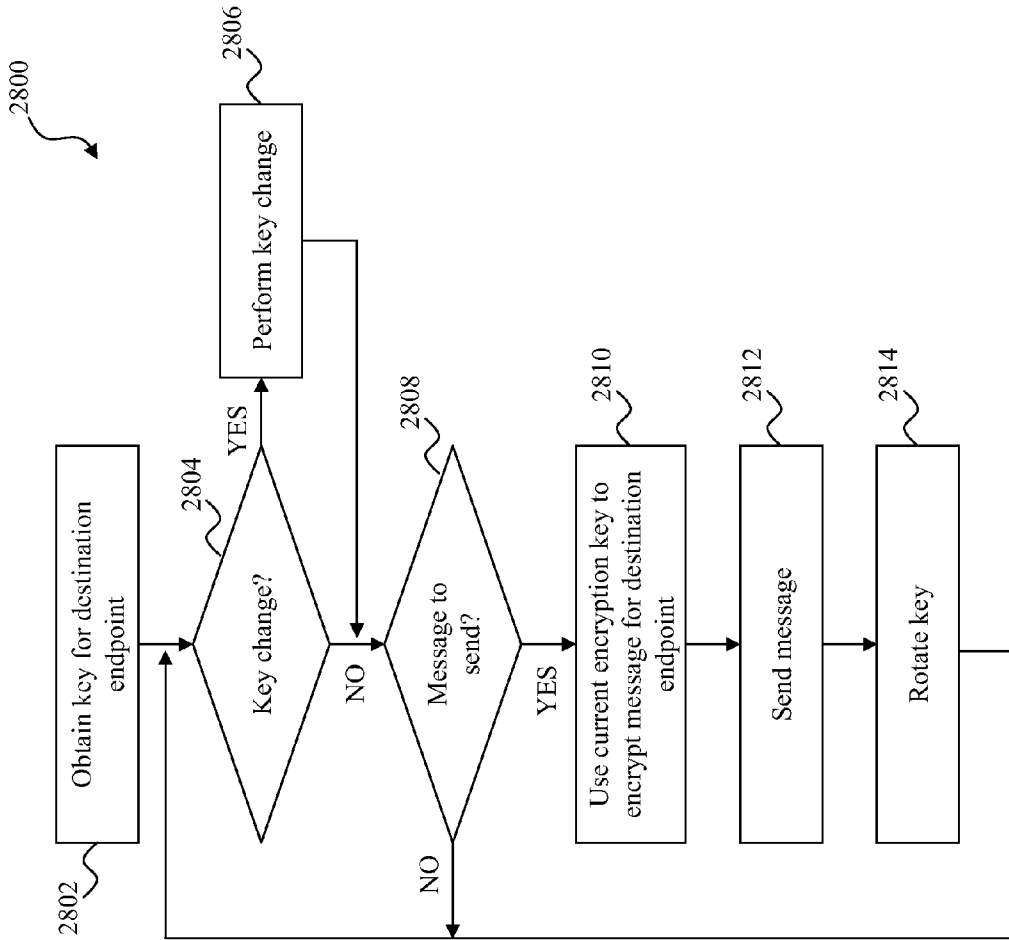 2800
2802
Obtain key for destination
endpoint
2804
Key change?
YES
NO
2806
Perform key change
2808
Message to
send?
NO
YES
2810
Use current encryption key to
encrypt message for destination
endpoint
2812
Send message
2814
Rotate key